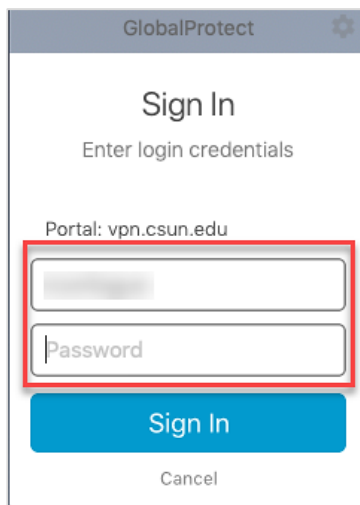 GlobalProtect
Sign In
Enter login credentials
Portal: vpn.csun.edu
Password
Sign In
Cancel